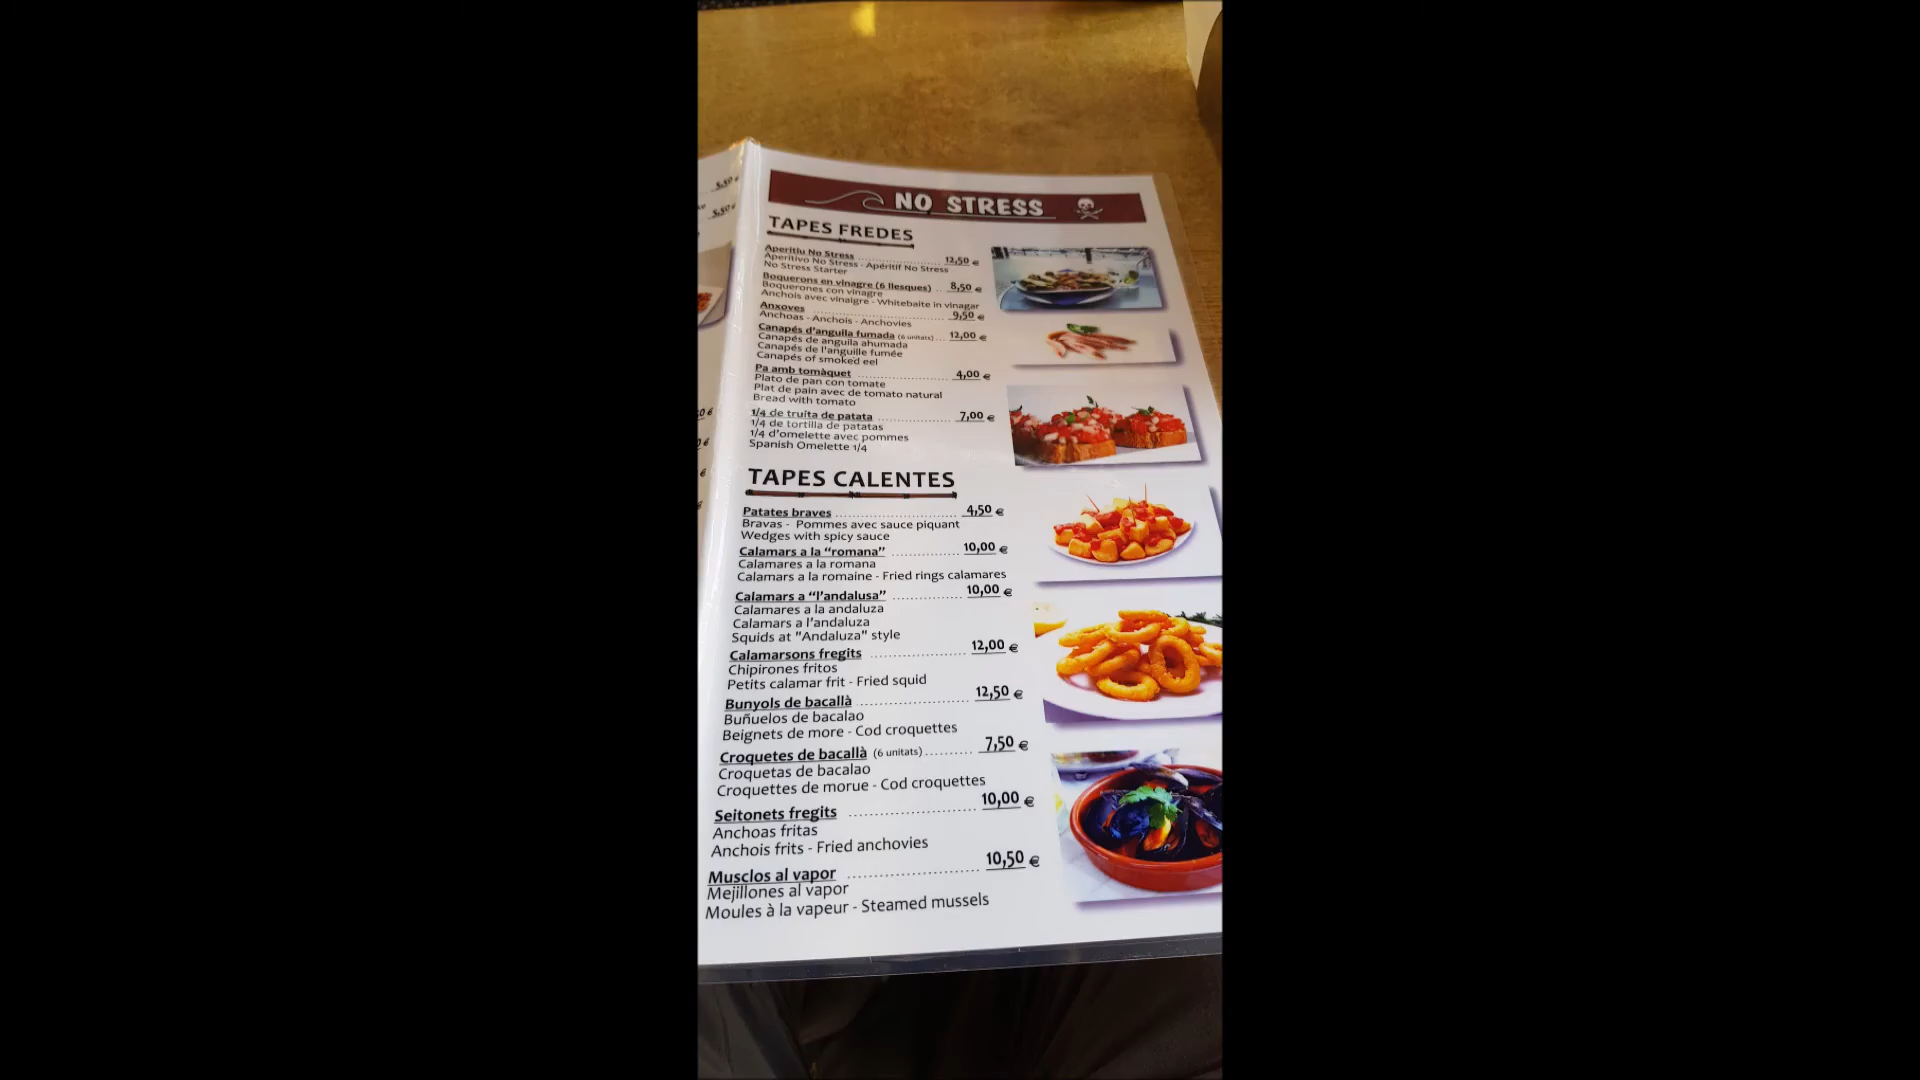 5,50 €
5,50 €
NO STRESS
TAPES FREDES
Aperitiu No Stress ........ 12,50 €
Aperitivo No Stress - Apéritif No Stress
No Stress Starter
Boquerons en vinagre (6 llesques) .. 8,50 €
Boquerones con vinagre
Anchois avec vinaigre - Whitebaite in vinagar
Anxoves ........ 9,50 €
Anchoas - Anchois - Anchovies
Canapés d'anguila fumada (6 unitats) ... 12,00 €
Canapés de anguila ahumada
Canapés de l'anguille fumée
Canapés of smoked eel
Pa amb tomàquet ........ 4,00 €
Plato de pan con tomate
Plat de pain avec de tomato natural
Bread with tomato
1/4 de truita de patata ........ 7,00 €
1/4 de tortilla de patatas
1/4 d'omelette avec pommes
Spanish Omelette 1/4
TAPES CALENTES
Patates braves ........ 4,50 €
Bravas - Pommes avec sauce piquant
Wedges with spicy sauce
Calamars a la "romana" ........ 10,00 €
Calamares a la romana
Calamars a la romaine - Fried rings calamares
Calamars a "l'andalusa" ........ 10,00 €
Calamares a la andaluza
Calamars a l'andaluza
Squids at "Andaluza" style
Calamarsons fregits ........ 12,00 €
Chipirones fritos
Petits calamar frit - Fried squid
Bunyols de bacallà ........ 12,50 €
Buñuelos de bacalao
Beignets de more - Cod croquettes
Croquetes de bacallà (6 unitats) ........ 7,50 €
Croquetas de bacalao
Croquettes de morue - Cod croquettes
Seitonets fregits ........ 10,00 €
Anchoas fritas
Anchois frits - Fried anchovies
Musclos al vapor ........ 10,50 €
Mejillones al vapor
Moules à la vapeur - Steamed mussels